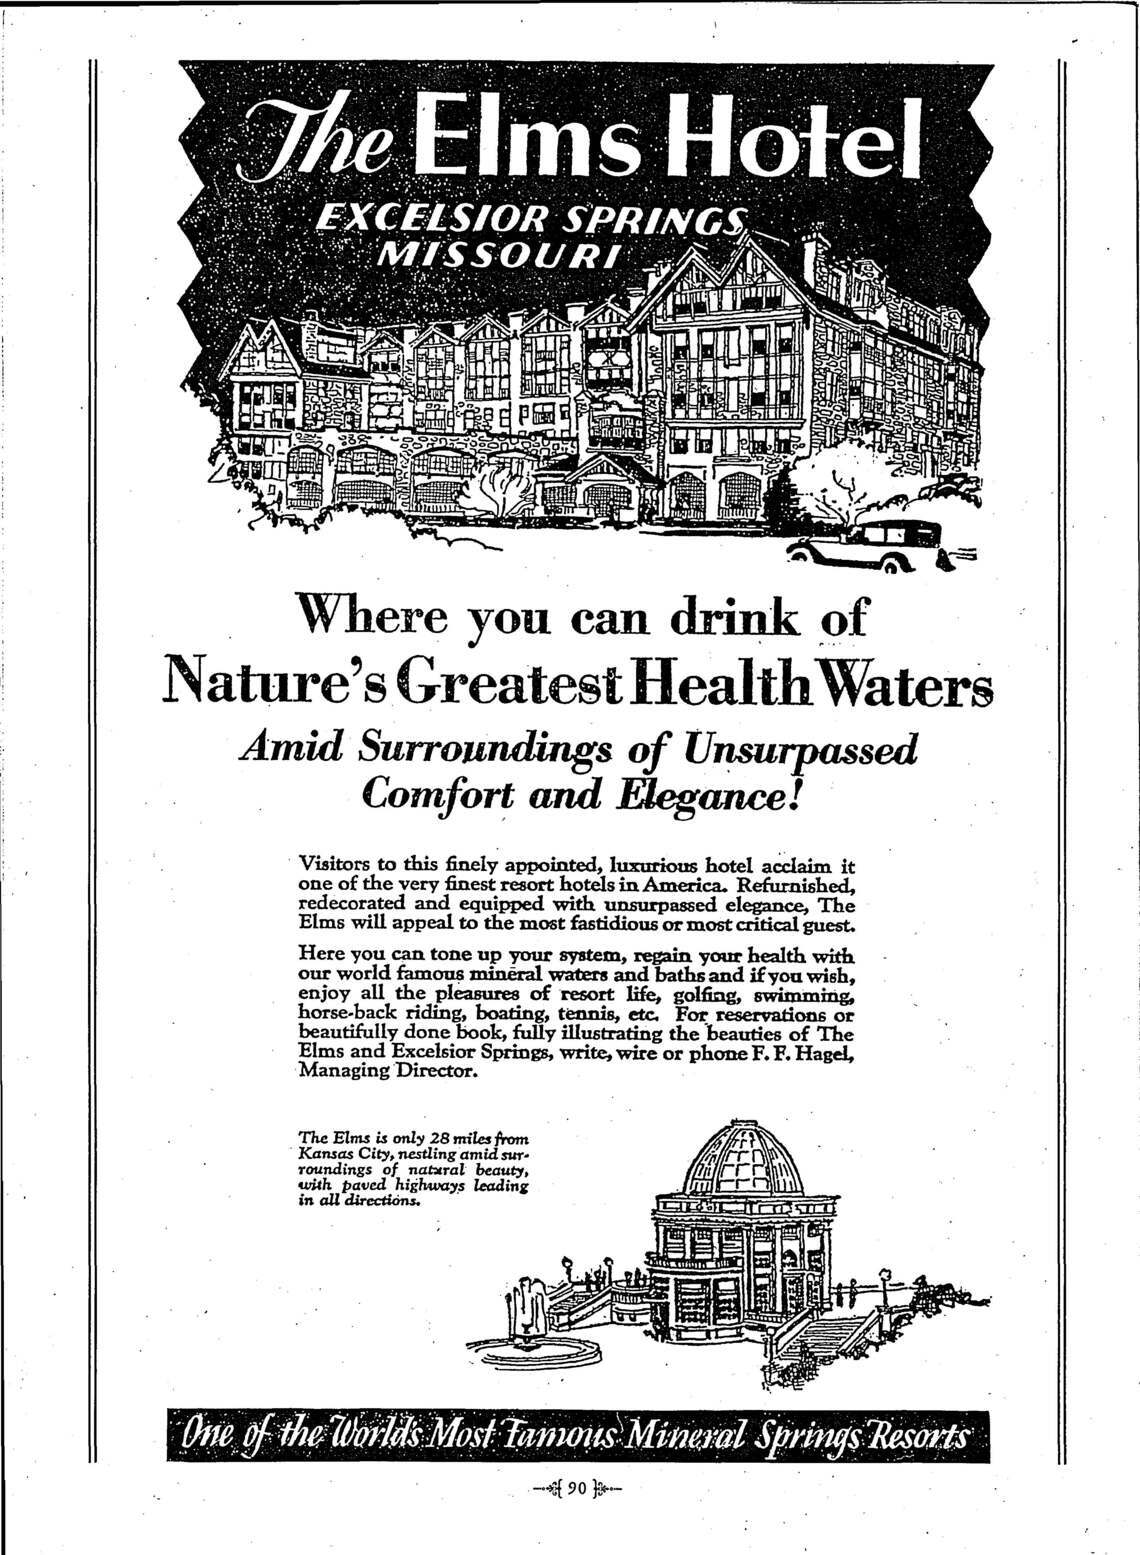 The Elms Hotel
EXCELSIOR SPRINGS
MISSOURI
Where you can drink of
Nature's Greatest Health Waters
Amid Surroundings of Unsurpassed
Comfort and Elegance!
Visitors to this finely appointed, luxurious hotel acclaim it
one of the very finest resort hotels in America. Refurnished,
redecorated and equipped with unsurpassed elegance, The
Elms will appeal to the most fastidious or most critical guest.
Here you can tone up your system, regain your health with
our world famous mineral waters and baths and if you wish,
enjoy all the pleasures of resort life, golfing, swimming,
horse-back riding, boating, tennis, etc. For reservations or
beautifully done book, fully illustrating the beauties of The
Elms and Excelsior Springs, write, wire or phone F. F. Hagel,
Managing Director.
The Elms is only 28 miles from
Kansas City, nestling amid sur-
roundings of natural beauty,
with paved highways leading
in all directions.
One of the World's Most Famous Mineral Springs Resorts
90